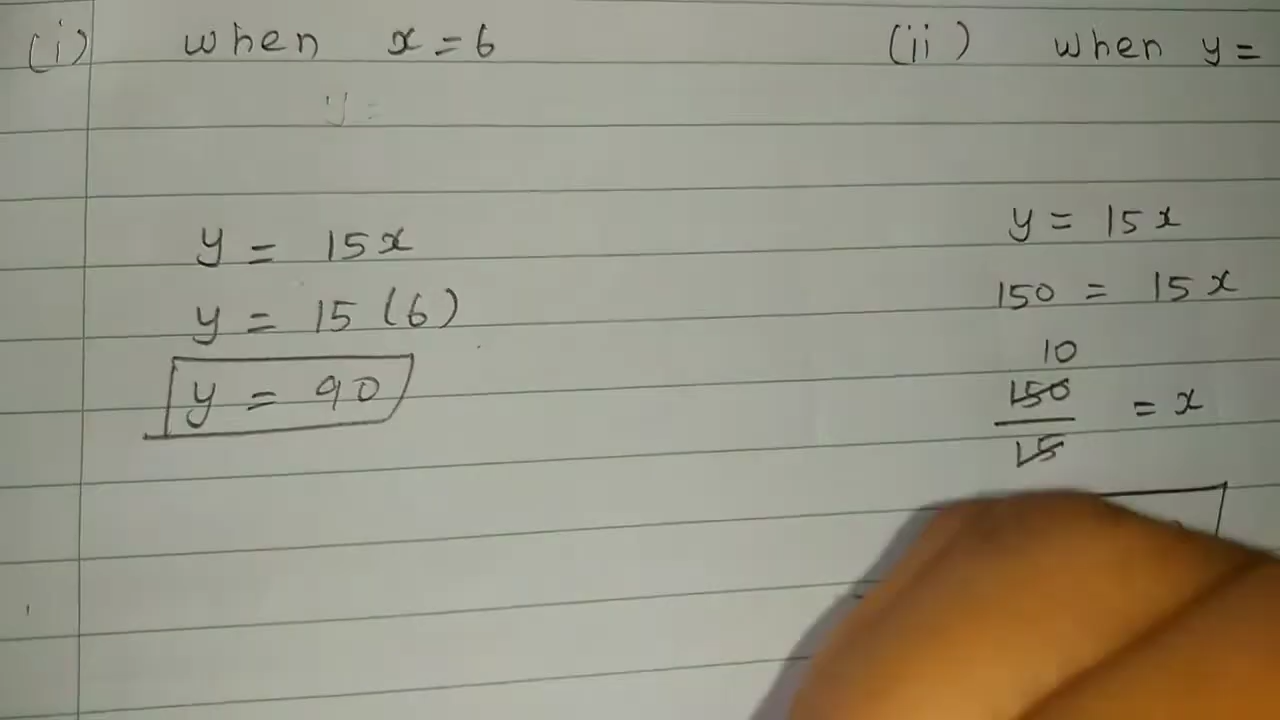 (i) when x = 6
y =
y = 15x
y = 15 (6)
y = 90
(ii) when y =
y = 15x
150 = 15x
10
150
15
= x